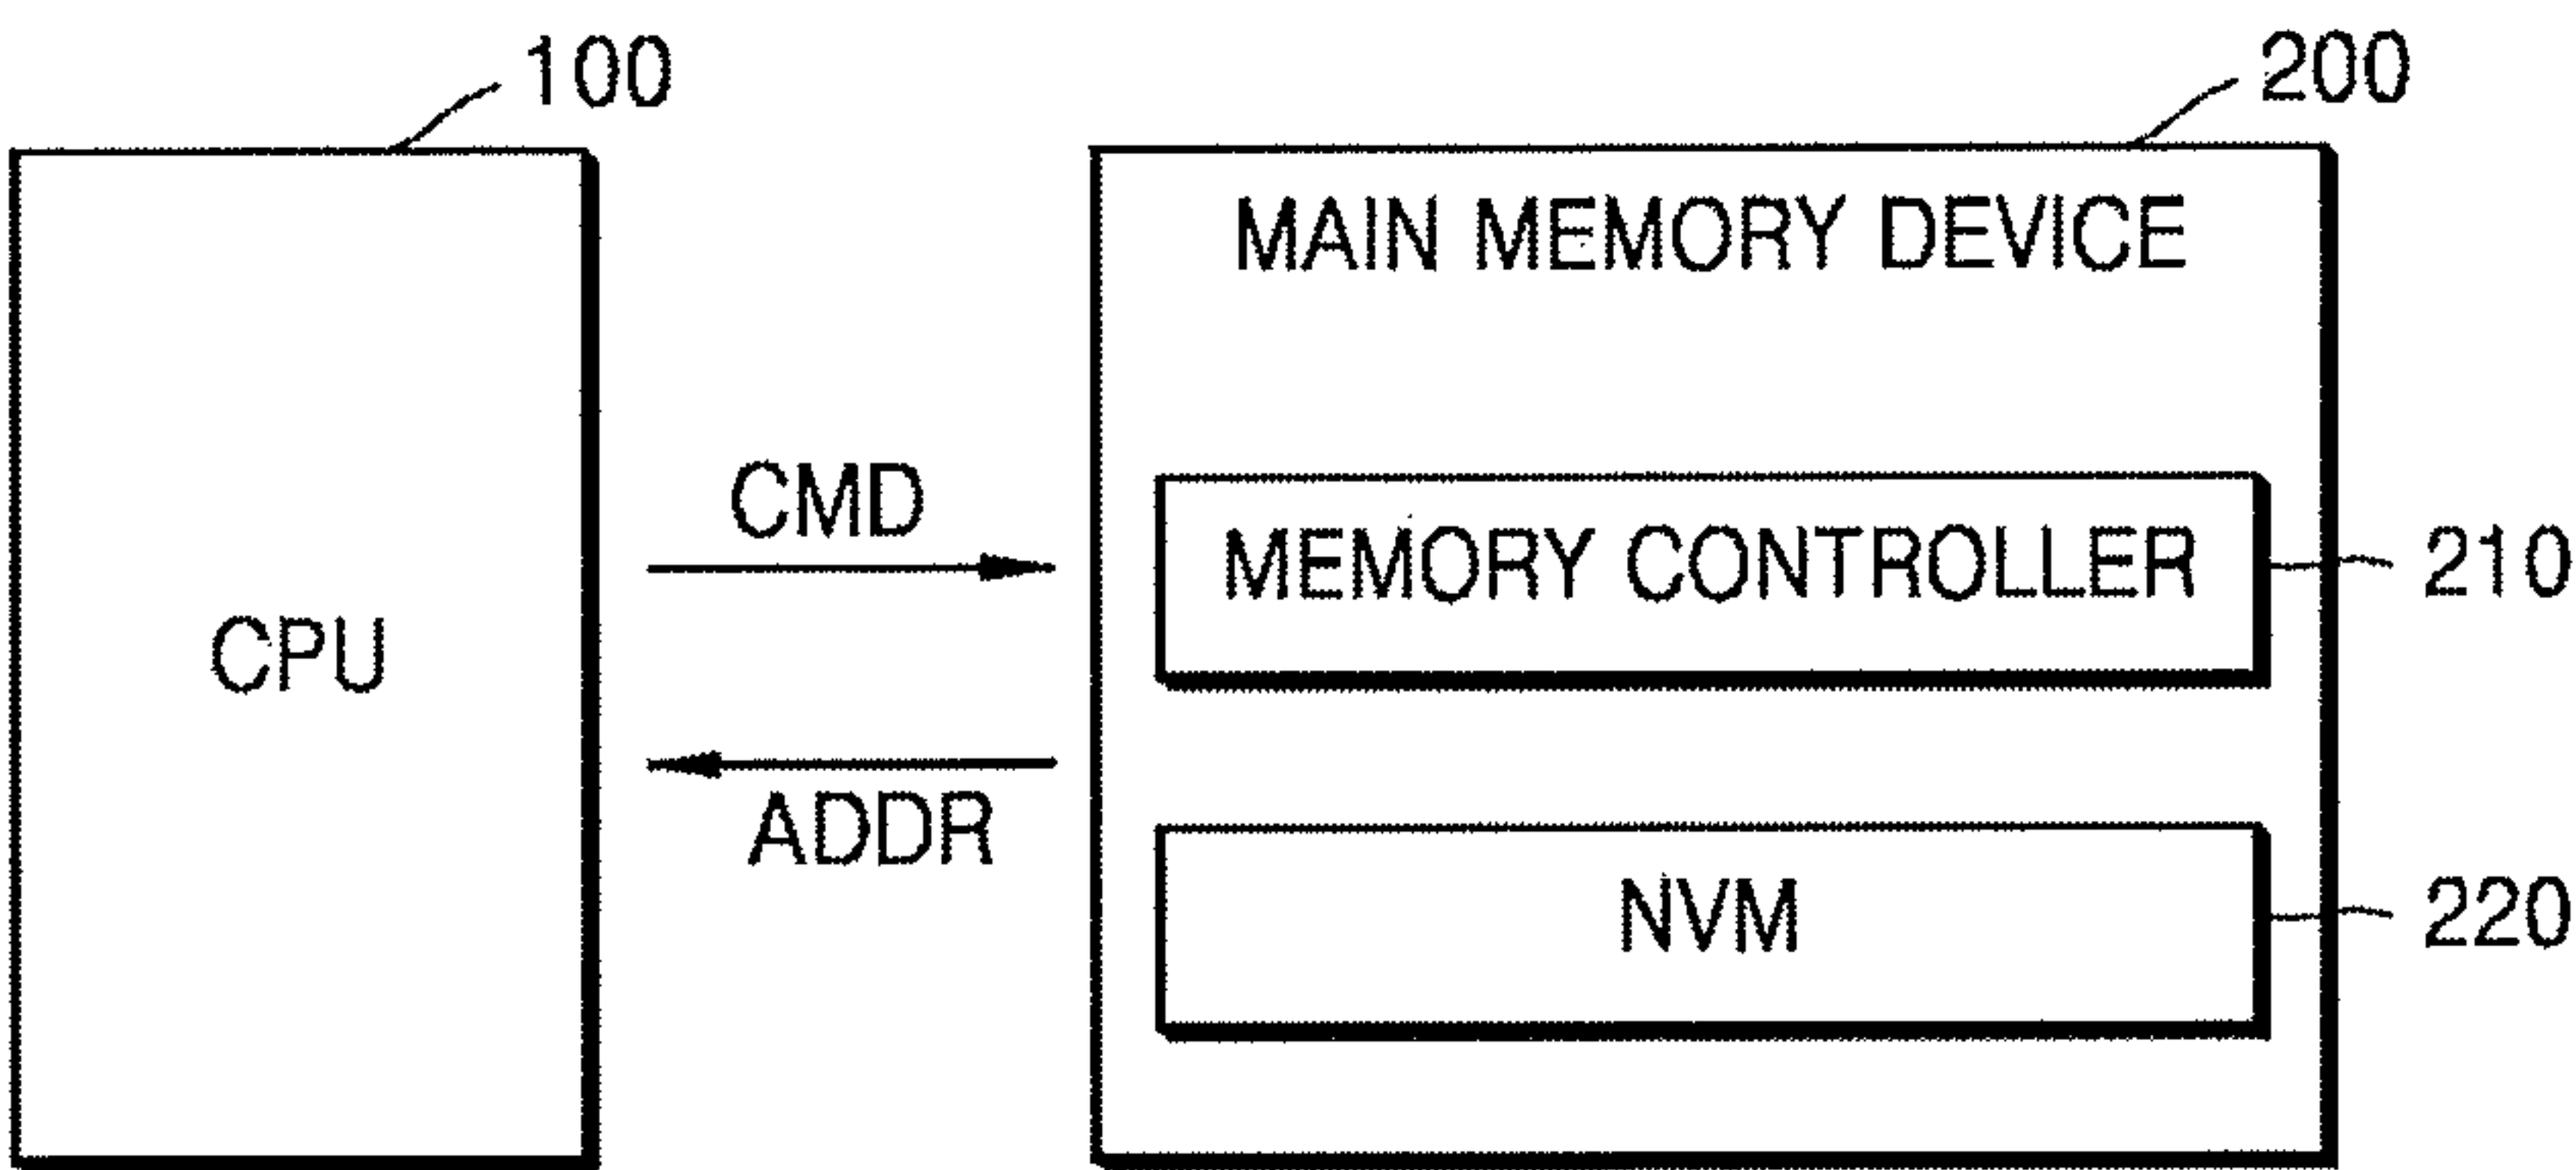 100
200
MAIN MEMORY DEVICE
CMD
MEMORY CONTROLLER
210
CPU
ADDR
NVM
220